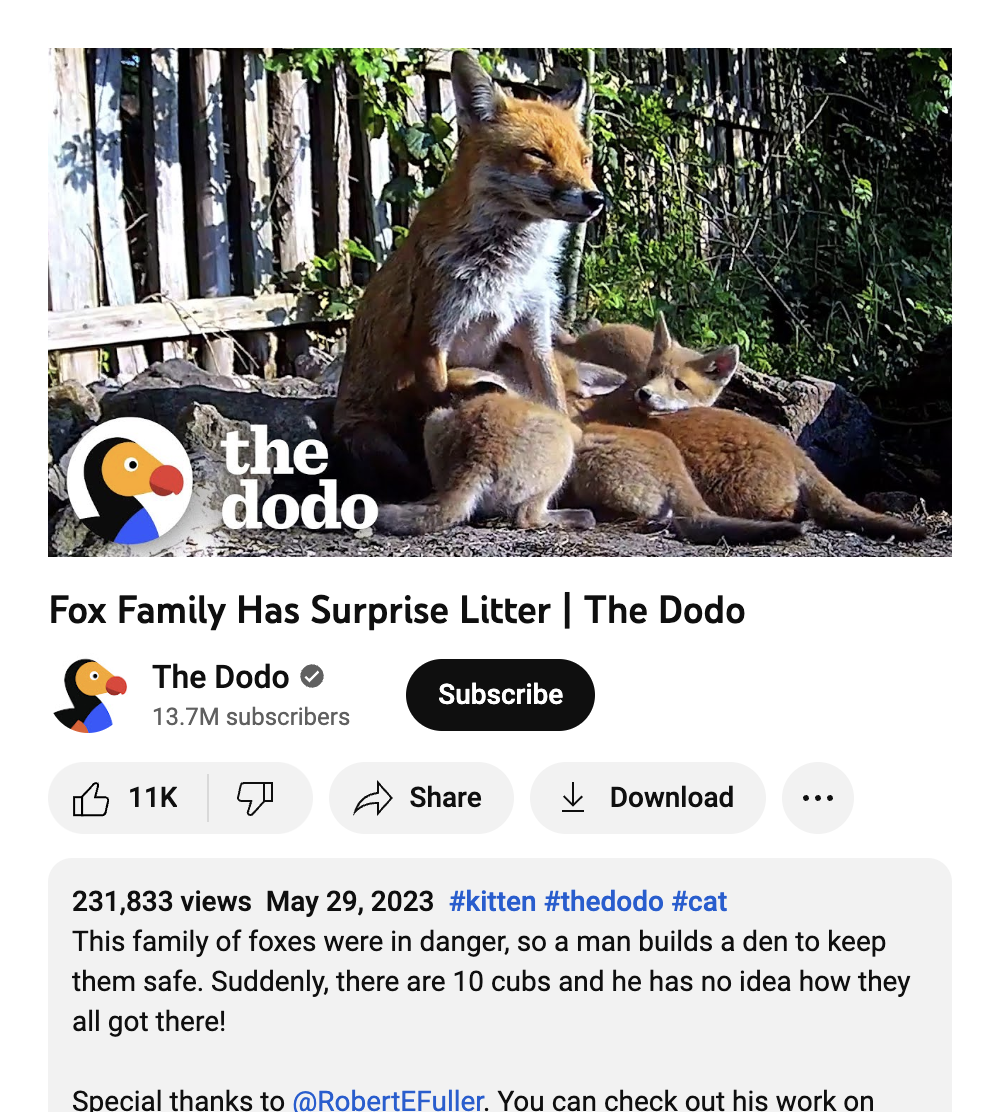 the
dodo
Fox Family Has Surprise Litter | The Dodo
The Dodo
13.7M subscribers
Subscribe
11K
Share
Download
231,833 views May 29, 2023 #kitten #thedodo #cat
This family of foxes were in danger, so a man builds a den to keep
them safe. Suddenly, there are 10 cubs and he has no idea how they
all got there!
Special thanks to @RobertEFuller. You can check out his work on